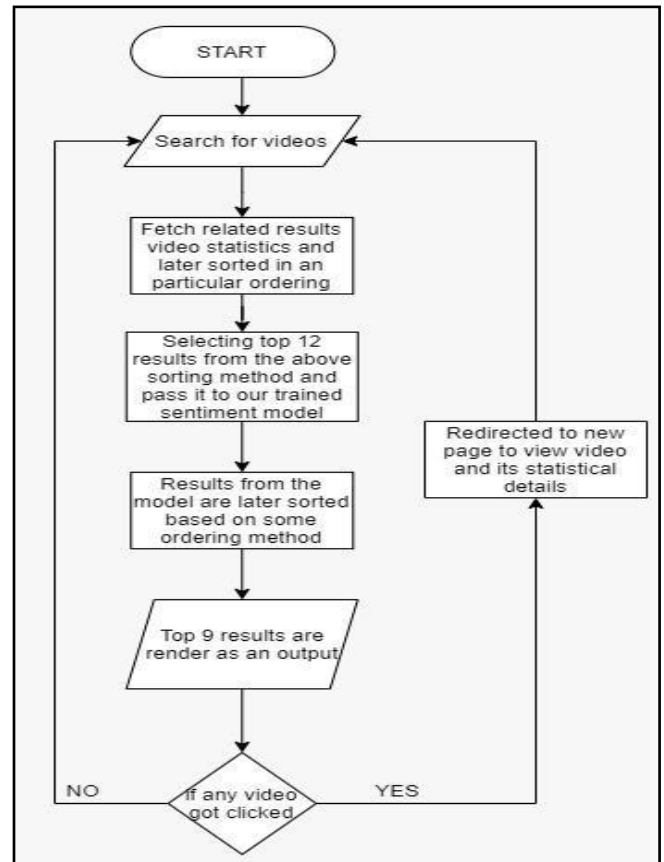 START
Search for videos
Fetch related results
video statistics and
later sorted in an
particular ordering
Selecting top 12
results from the above
sorting method and
pass it to our trained
sentiment model
Redirected to new
page to view video
and its statistical
details
Results from the
model are later sorted
based on some
ordering method
Top 9 results are
render as an output
NO
If any video
got clicked
YES